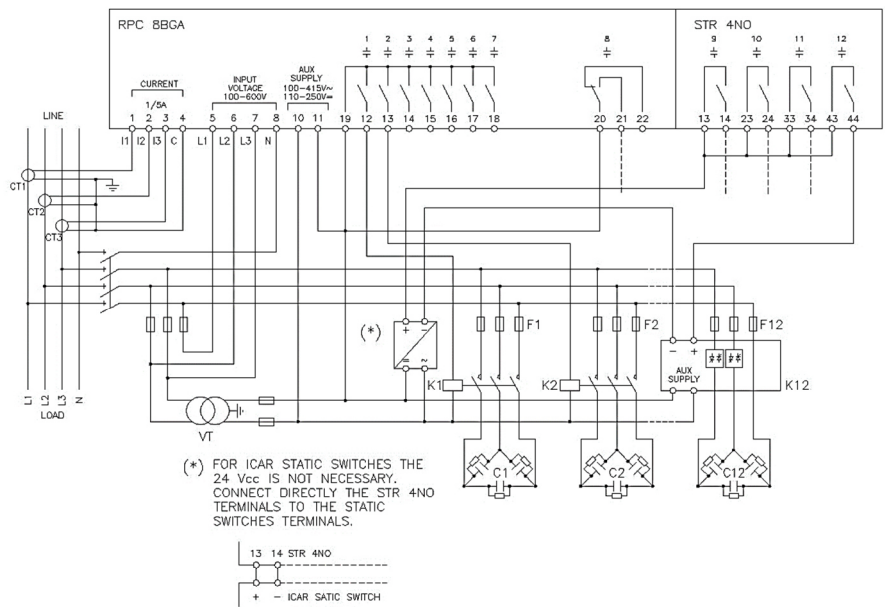 RPC 8BGA
STR 4NO
1 2 3 4 5 6 7 8 9 10 11 12
CURRENT
1/5A
INPUT
VOLTAGE
100-600V
AUX
SUPPLY
100-415V~
110-250V=
LINE
1 2 3 4 5 6 7 8 10 11 19 12 13 14 15 16 17 18 20 21 22 13 14 23 24 33 34 43 44
I1 I2 I3 C L1 L2 L3 N
CT1
CT2
CT3
(*)
+ -
= ~
F1
F2
F12
- +
AUX
SUPPLY
K1
K2
K12
L1 L2 L3 N
LOAD
VT
C1
C2
C12
(*) FOR ICAR STATIC SWITCHES THE
24 Vcc IS NOT NECESSARY.
CONNECT DIRECTLY THE STR 4NO
TERMINALS TO THE STATIC
SWITCHES TERMINALS.
13 14 STR 4NO
+ - ICAR SATIC SWITCH